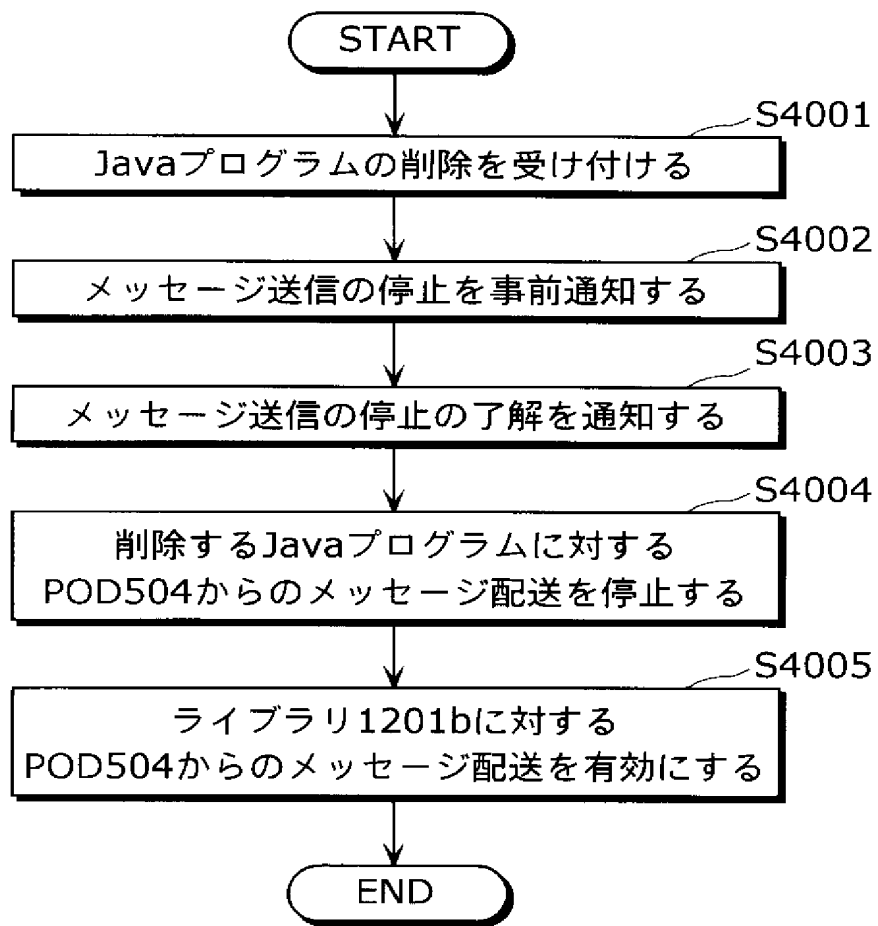 START
S4001
Javaプログラムの削除を受け付ける
S4002
メッセージ送信の停止を事前通知する
S4003
メッセージ送信の停止の了解を通知する
S4004
削除するJavaプログラムに対する
POD504からのメッセージ配送を停止する
S4005
ライブラリ1201bに対する
POD504からのメッセージ配送を有効にする
END